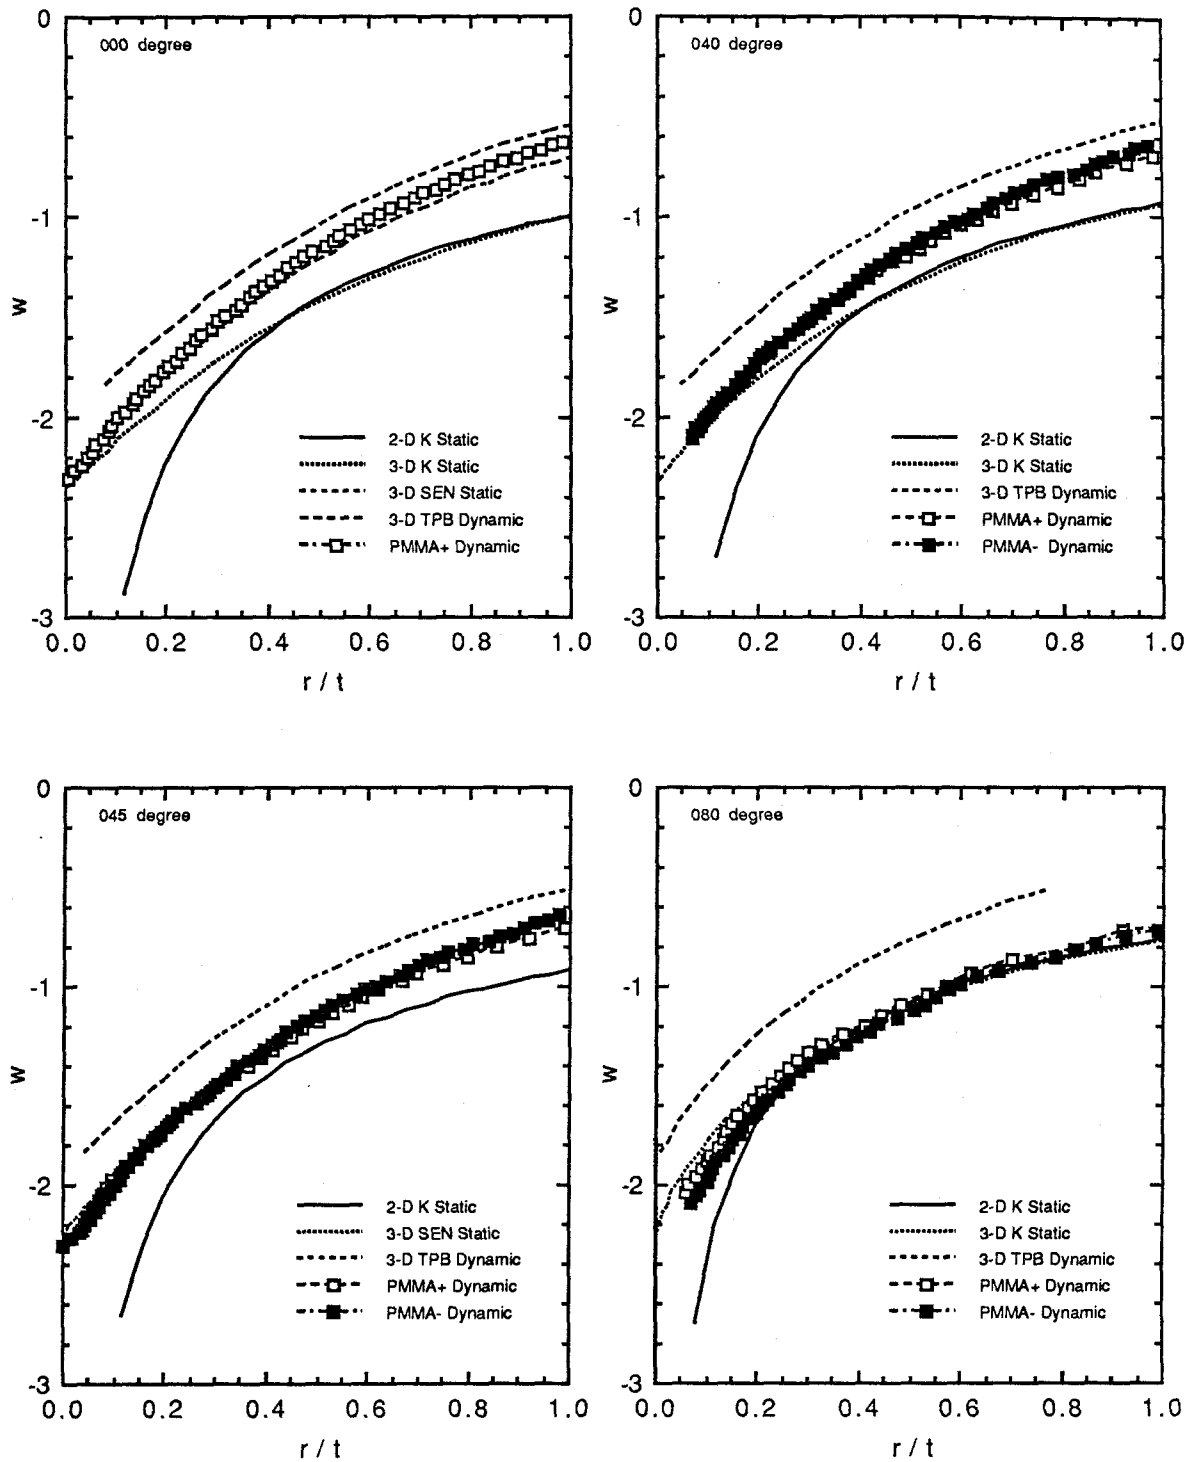 000 degree
0
-1
-2
-3
w
2-D K Static
3-D K Static
3-D SEN Static
3-D TPB Dynamic
PMMA+ Dynamic
0.0 0.2 0.4 0.6 0.8 1.0
r / t
040 degree
0
-1
-2
-3
w
2-D K Static
3-D K Static
3-D TPB Dynamic
PMMA+ Dynamic
PMMA- Dynamic
0.0 0.2 0.4 0.6 0.8 1.0
r / t
045 degree
0
-1
-2
-3
w
2-D K Static
3-D SEN Static
3-D TPB Dynamic
PMMA+ Dynamic
PMMA- Dynamic
0.0 0.2 0.4 0.6 0.8 1.0
r / t
080 degree
0
-1
-2
-3
w
2-D K Static
3-D K Static
3-D TPB Dynamic
PMMA+ Dynamic
PMMA- Dynamic
0.0 0.2 0.4 0.6 0.8 1.0
r / t